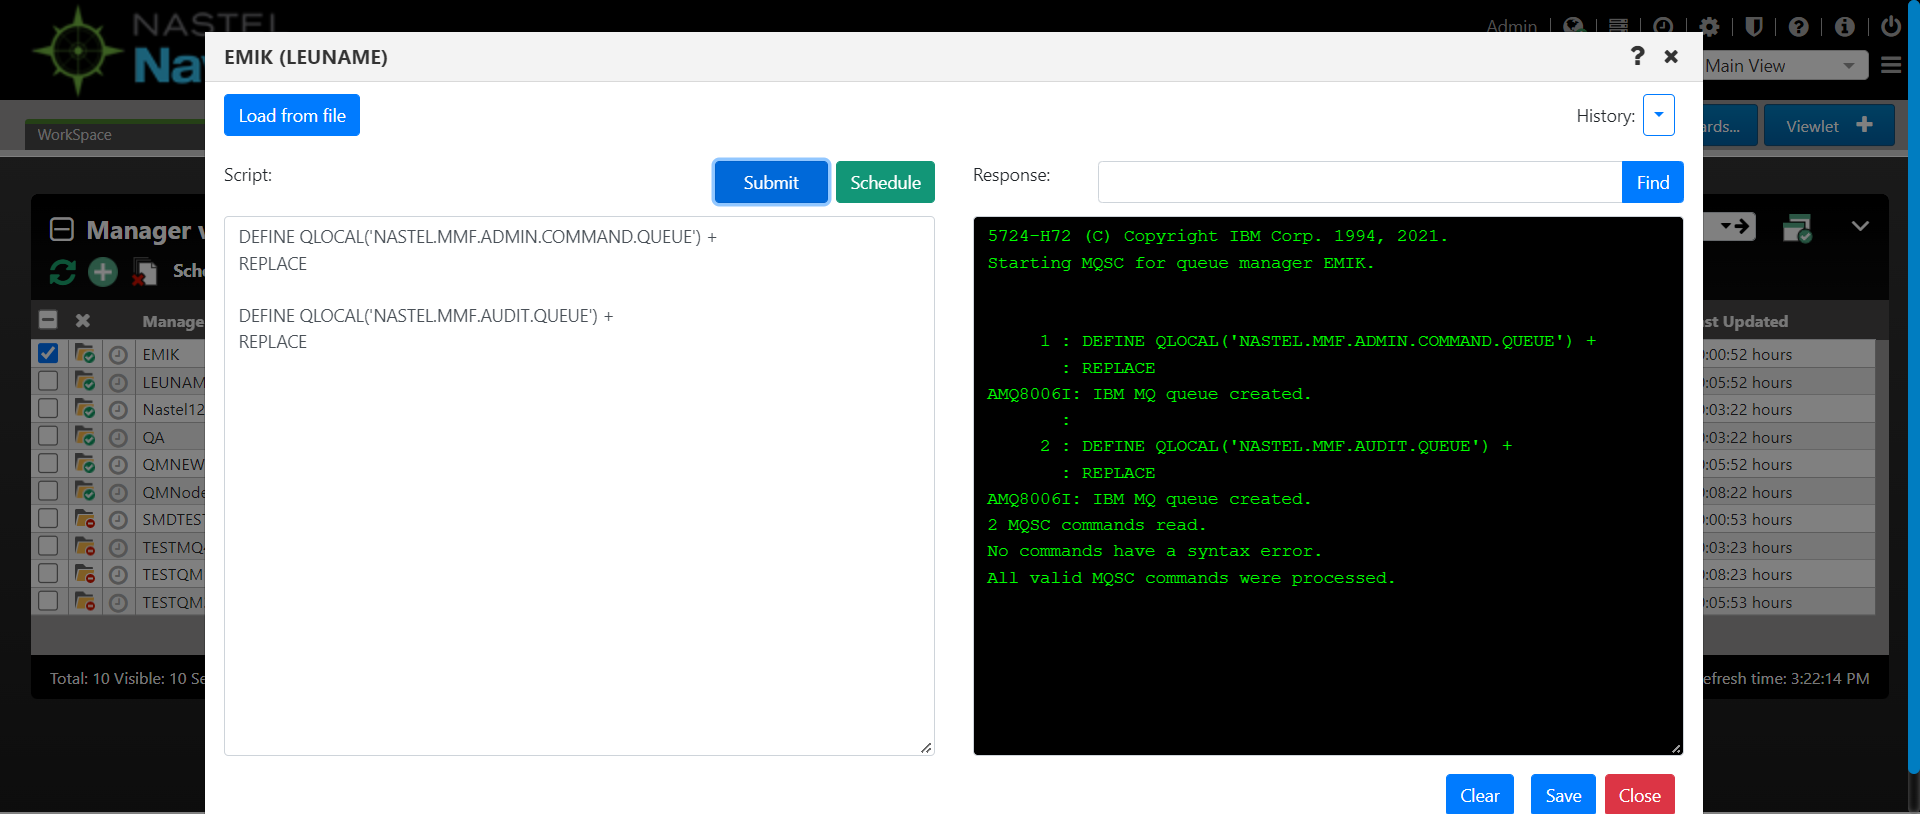 NASTEL
Nav
Admin
Main View
EMIK (LEUNAME)
?
Load from file
History:
WorkSpace
ards...
Viewlet +
Script:
Submit
Schedule
Response:
Find
Manager
DEFINE QLOCAL('NASTEL.MMF.ADMIN.COMMAND.QUEUE') +
REPLACE
DEFINE QLOCAL('NASTEL.MMF.AUDIT.QUEUE') +
REPLACE
5724-H72 (C) Copyright IBM Corp. 1994, 2021.
Starting MQSC for queue manager EMIK.
1 : DEFINE QLOCAL('NASTEL.MMF.ADMIN.COMMAND.QUEUE') +
: REPLACE
AMQ8006I: IBM MQ queue created.
:
2 : DEFINE QLOCAL('NASTEL.MMF.AUDIT.QUEUE') +
: REPLACE
AMQ8006I: IBM MQ queue created.
2 MQSC commands read.
No commands have a syntax error.
All valid MQSC commands were processed.
Sche
Manage
st Updated
EMIK
:00:52 hours
LEUNAM
:05:52 hours
Nastel12
:03:22 hours
QA
:03:22 hours
QMNEW
:05:52 hours
QMNode
:08:22 hours
SMDTEST
:00:53 hours
TESTMQ
:03:23 hours
TESTQM
:08:23 hours
TESTQM
:05:53 hours
Total: 10 Visible: 10 Se
efresh time: 3:22:14 PM
Clear
Save
Close